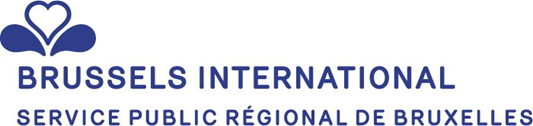 BRUSSELS INTERNATIONAL
SERVICE PUBLIC RÉGIONAL DE BRUXELLES